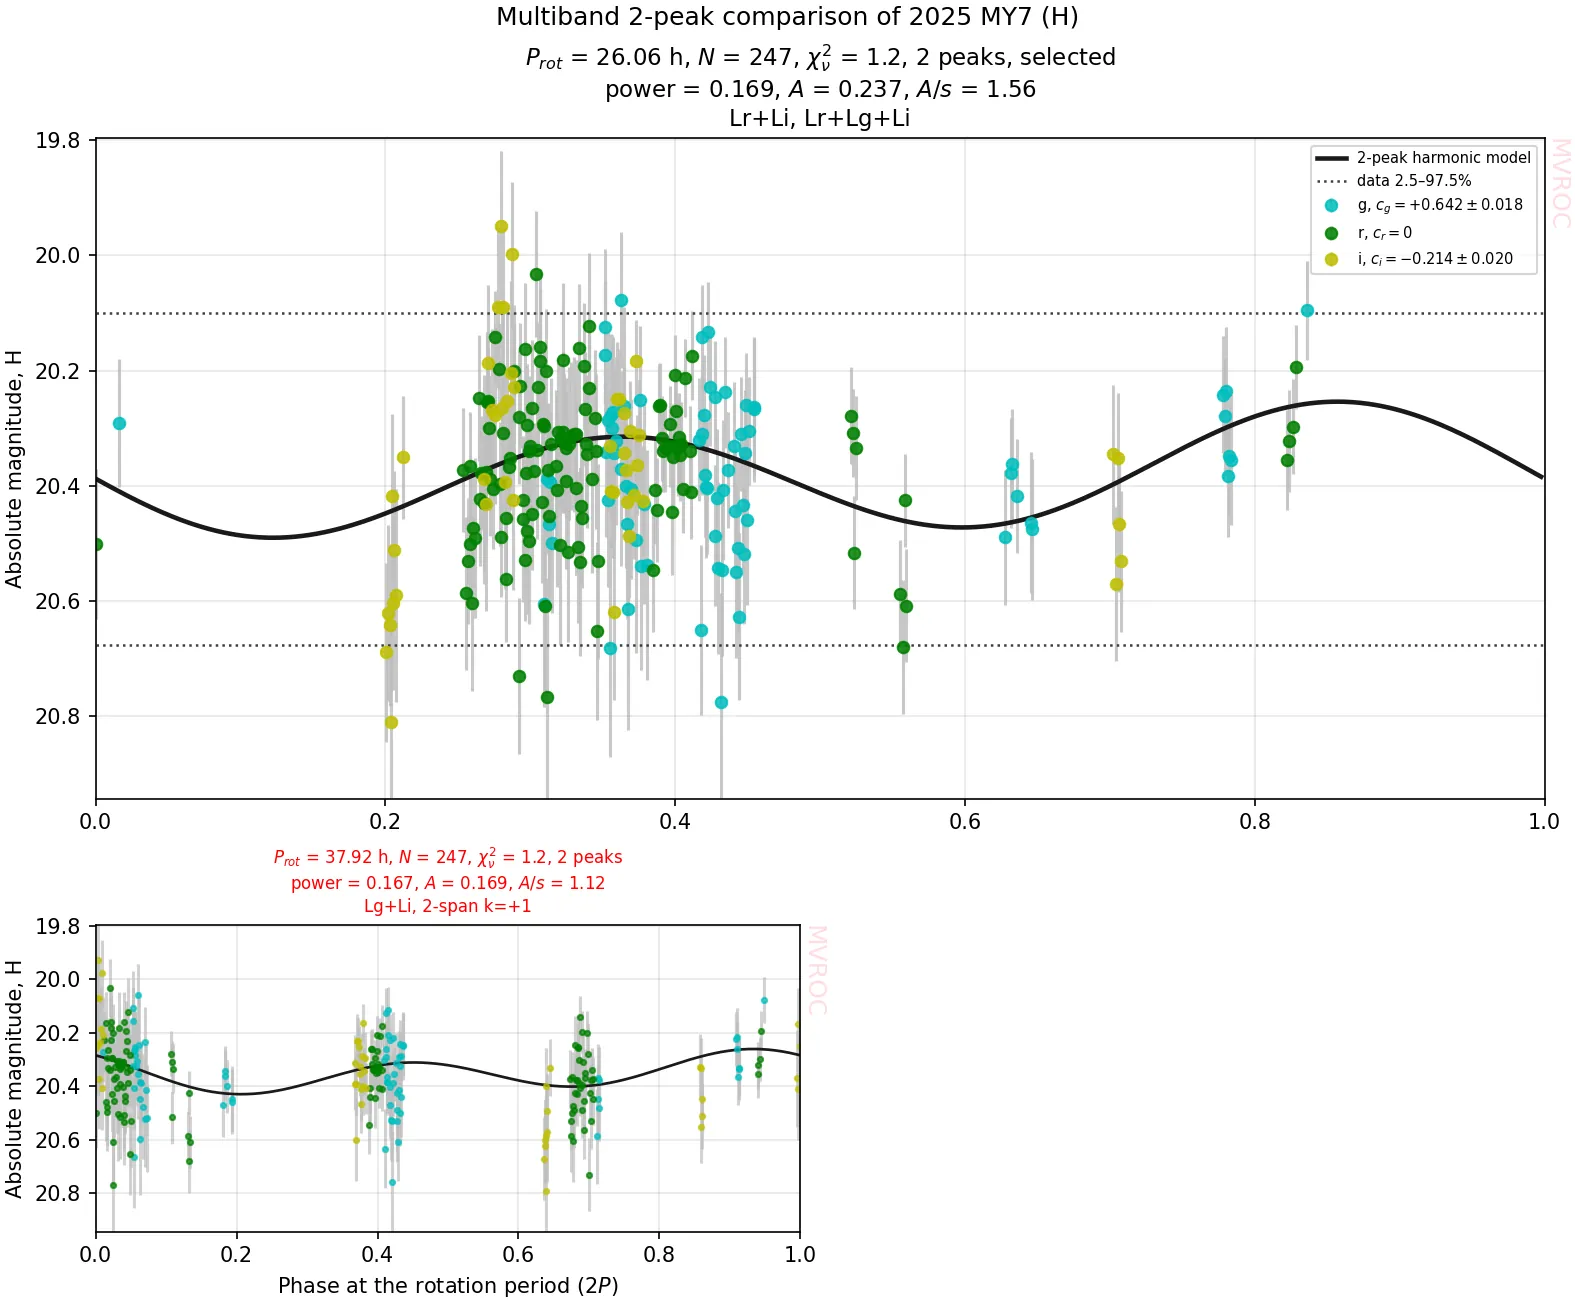 Multiband 2-peak comparison of 2025 MY7 (H)
P_rot = 26.06 h, N = 247, χ²_ν = 1.2, 2 peaks, selected
power = 0.169, A = 0.237, A/s = 1.56
Lr+Li, Lr+Lg+Li
19.8
20.0
20.2
20.4
20.6
20.8
Absolute magnitude, H
2-peak harmonic model
data 2.5–97.5%
g, c_g = +0.642 ± 0.018
r, c_r = 0
i, c_i = −0.214 ± 0.020
MVROC
0.0 0.2 0.4 0.6 0.8 1.0
P_rot = 37.92 h, N = 247, χ²_ν = 1.2, 2 peaks
power = 0.167, A = 0.169, A/s = 1.12
Lg+Li, 2-span k=+1
19.8
20.0
20.2
20.4
20.6
20.8
Absolute magnitude, H
MVROC
0.0 0.2 0.4 0.6 0.8 1.0
Phase at the rotation period (2P)